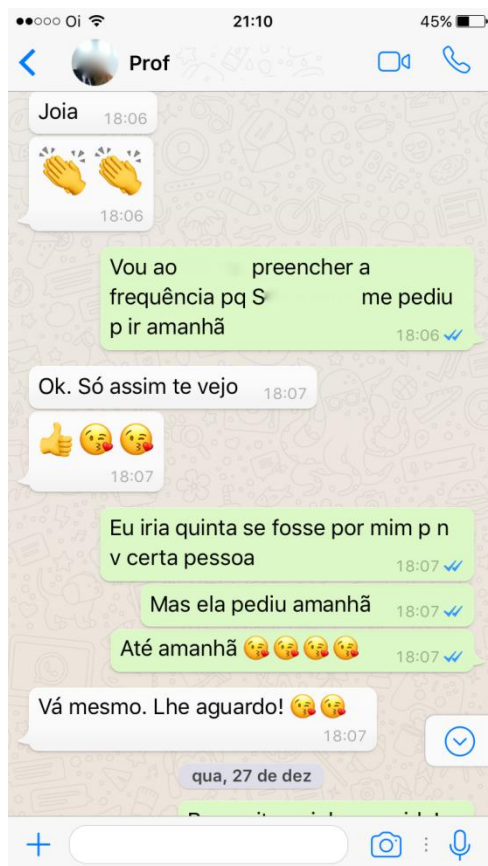 Oi 21:10 45%
Prof
Joia 18:06
18:06
Vou ao preencher a
frequência pq S me pediu
p ir amanhã 18:06
Ok. Só assim te vejo 18:07
18:07
Eu iria quinta se fosse por mim p n
v certa pessoa 18:07
Mas ela pediu amanhã 18:07
Até amanhã 😘😘😘😘 18:07
Vá mesmo. Lhe aguardo! 😘😘
18:07
qua, 27 de dez